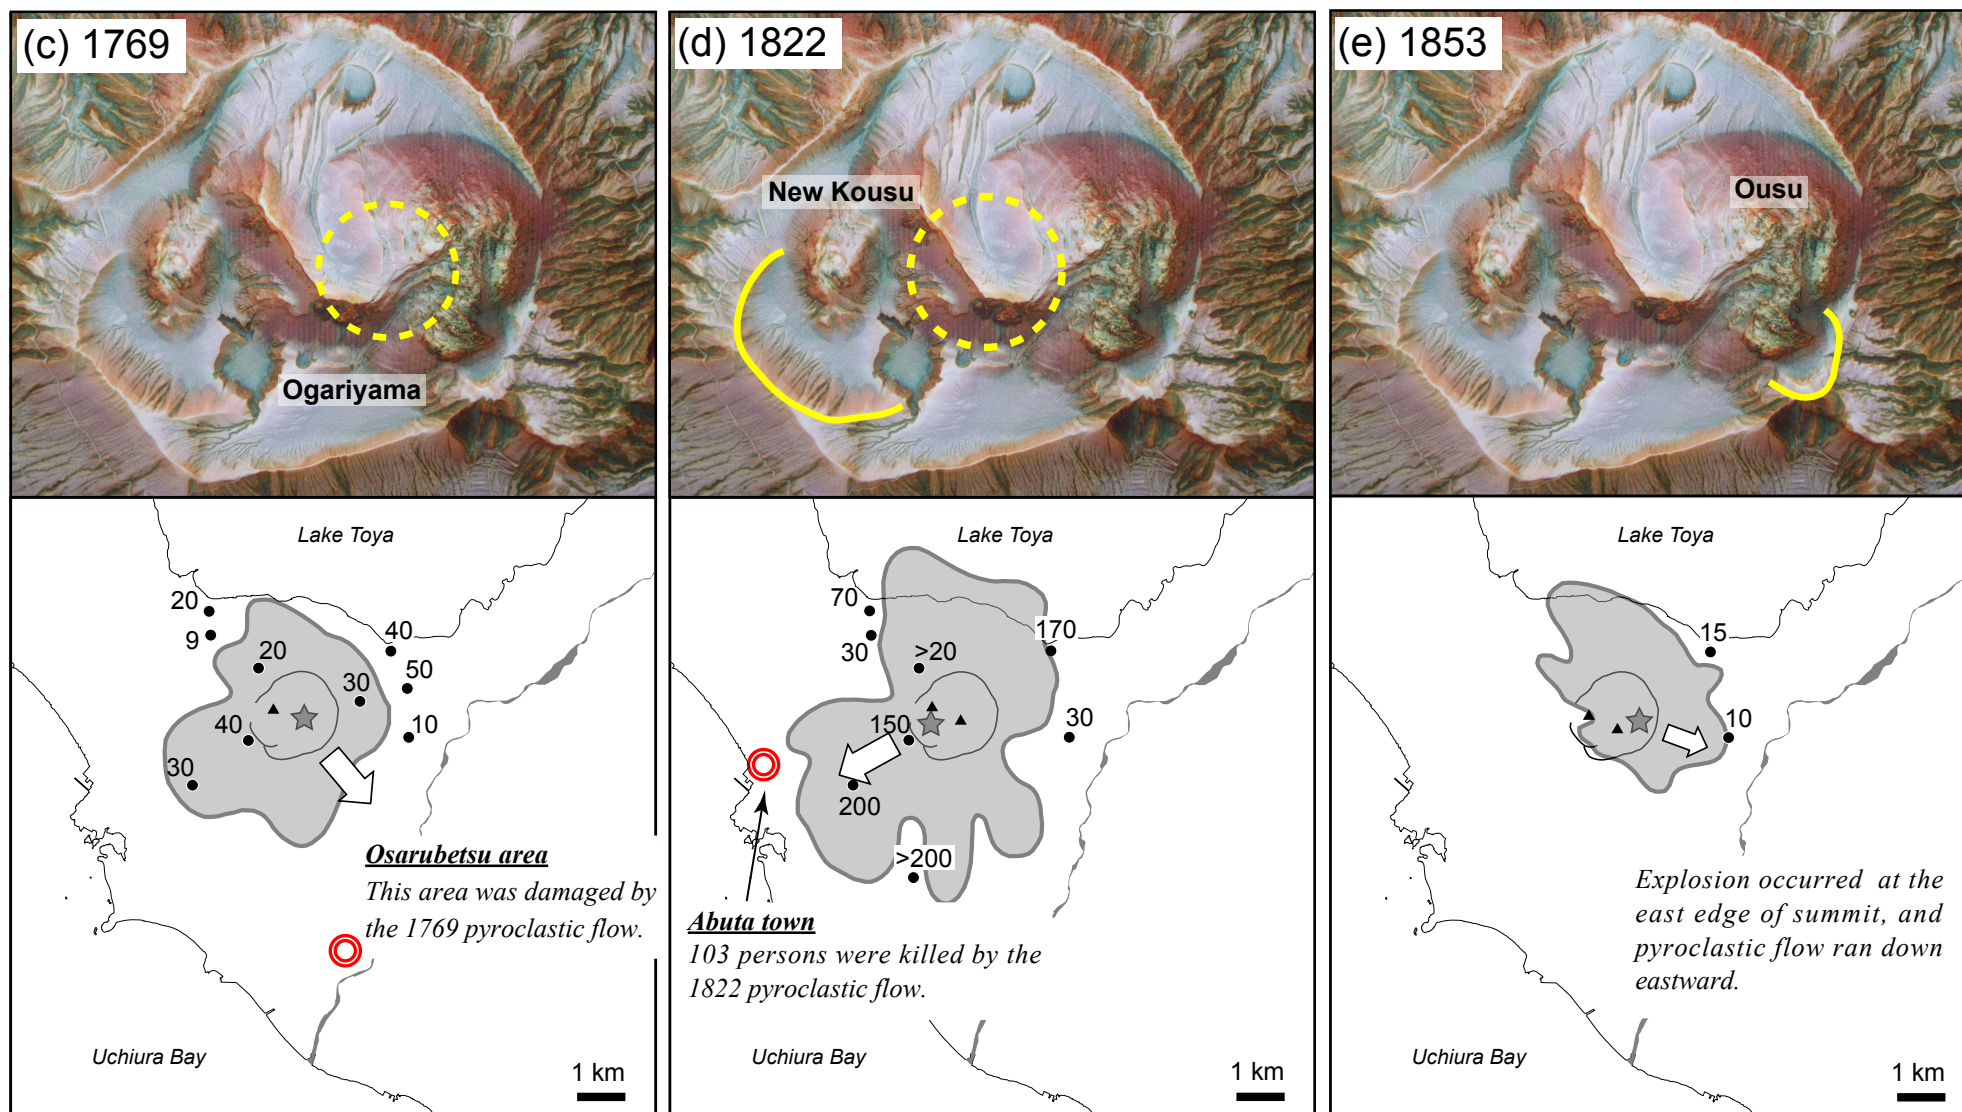 (c) 1769
Ogariyama
Lake Toya
20
9
20
40
50
30
10
40
30
Osarubetsu area
This area was damaged by
the 1769 pyroclastic flow.
Uchiura Bay
1 km
(d) 1822
New Kousu
Lake Toya
70
30
>20
170
150
30
200
>200
Abuta town
103 persons were killed by the
1822 pyroclastic flow.
Uchiura Bay
1 km
(e) 1853
Ousu
Lake Toya
15
10
Explosion occurred at the
east edge of summit, and
pyroclastic flow ran down
eastward.
Uchiura Bay
1 km